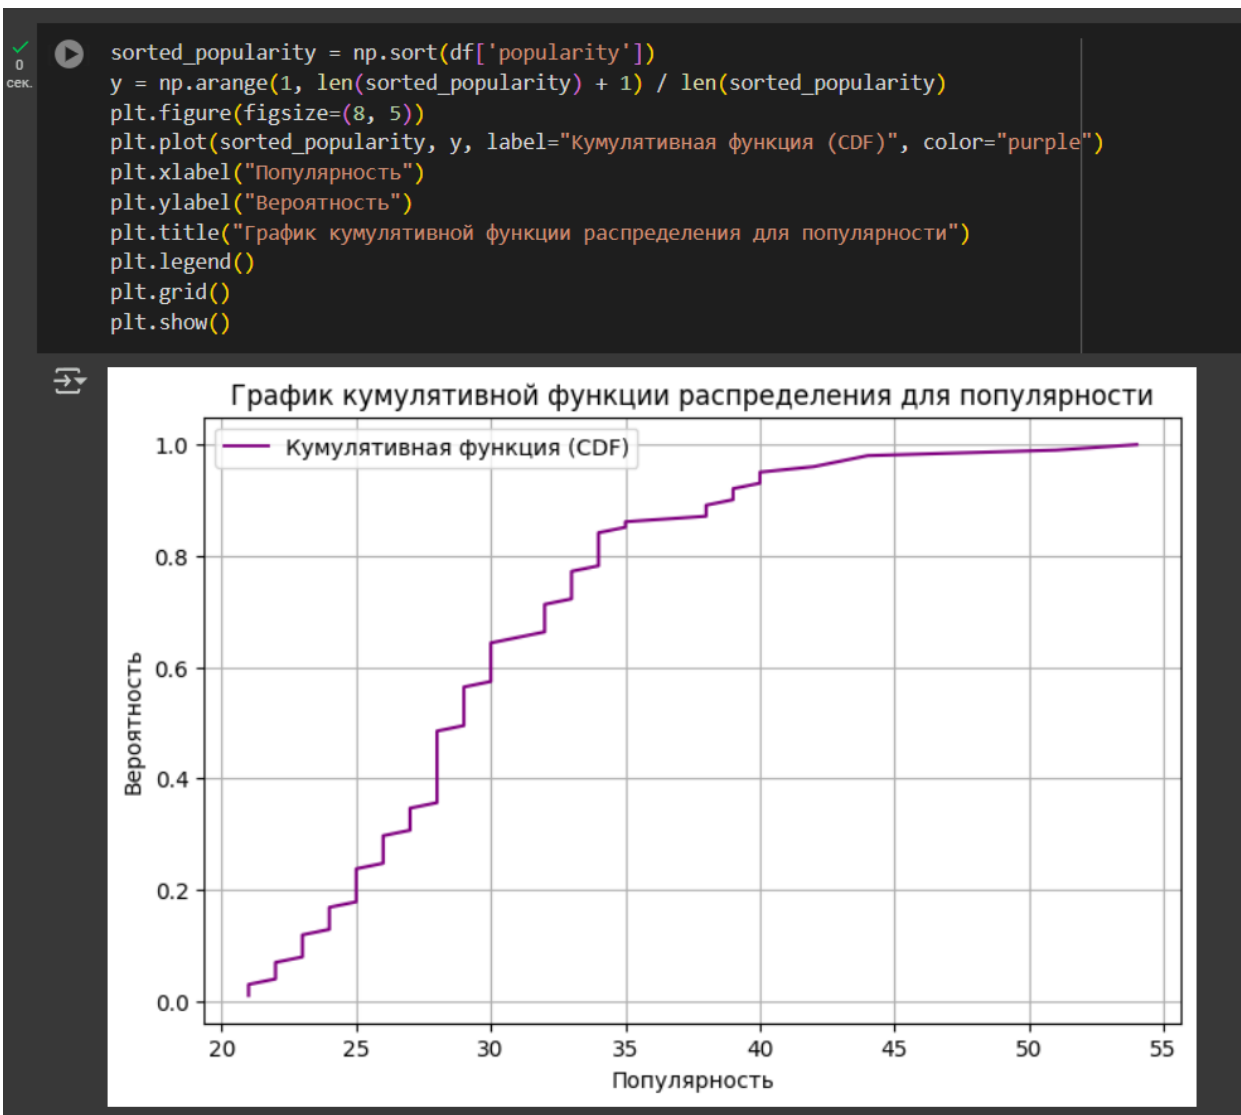 0
сек.
sorted_popularity = np.sort(df['popularity'])
y = np.arange(1, len(sorted_popularity) + 1) / len(sorted_popularity)
plt.figure(figsize=(8, 5))
plt.plot(sorted_popularity, y, label="Кумулятивная функция (CDF)", color="purple")
plt.xlabel("Популярность")
plt.ylabel("Вероятность")
plt.title("График кумулятивной функции распределения для популярности")
plt.legend()
plt.grid()
plt.show()
График кумулятивной функции распределения для популярности
Кумулятивная функция (CDF)
1.0
0.8
0.6
0.4
0.2
0.0
Вероятность
20 25 30 35 40 45 50 55
Популярность